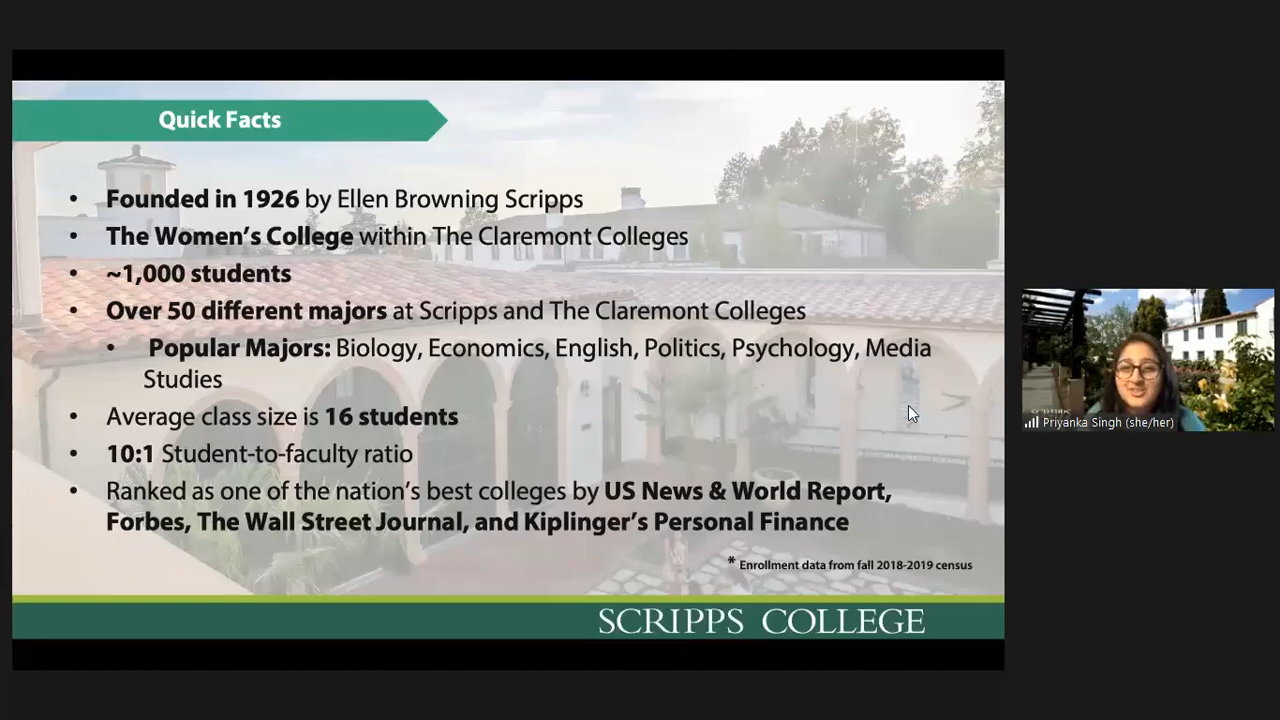 Quick Facts
• Founded in 1926 by Ellen Browning Scripps
• The Women's College within The Claremont Colleges
• ~1,000 students
• Over 50 different majors at Scripps and The Claremont Colleges
• Popular Majors: Biology, Economics, English, Politics, Psychology, Media
Studies
• Average class size is 16 students
• 10:1 Student-to-faculty ratio
• Ranked as one of the nation's best colleges by US News & World Report,
Forbes, The Wall Street Journal, and Kiplinger's Personal Finance
* Enrollment data from fall 2018-2019 census
SCRIPPS COLLEGE
Priyanka Singh (she/her)